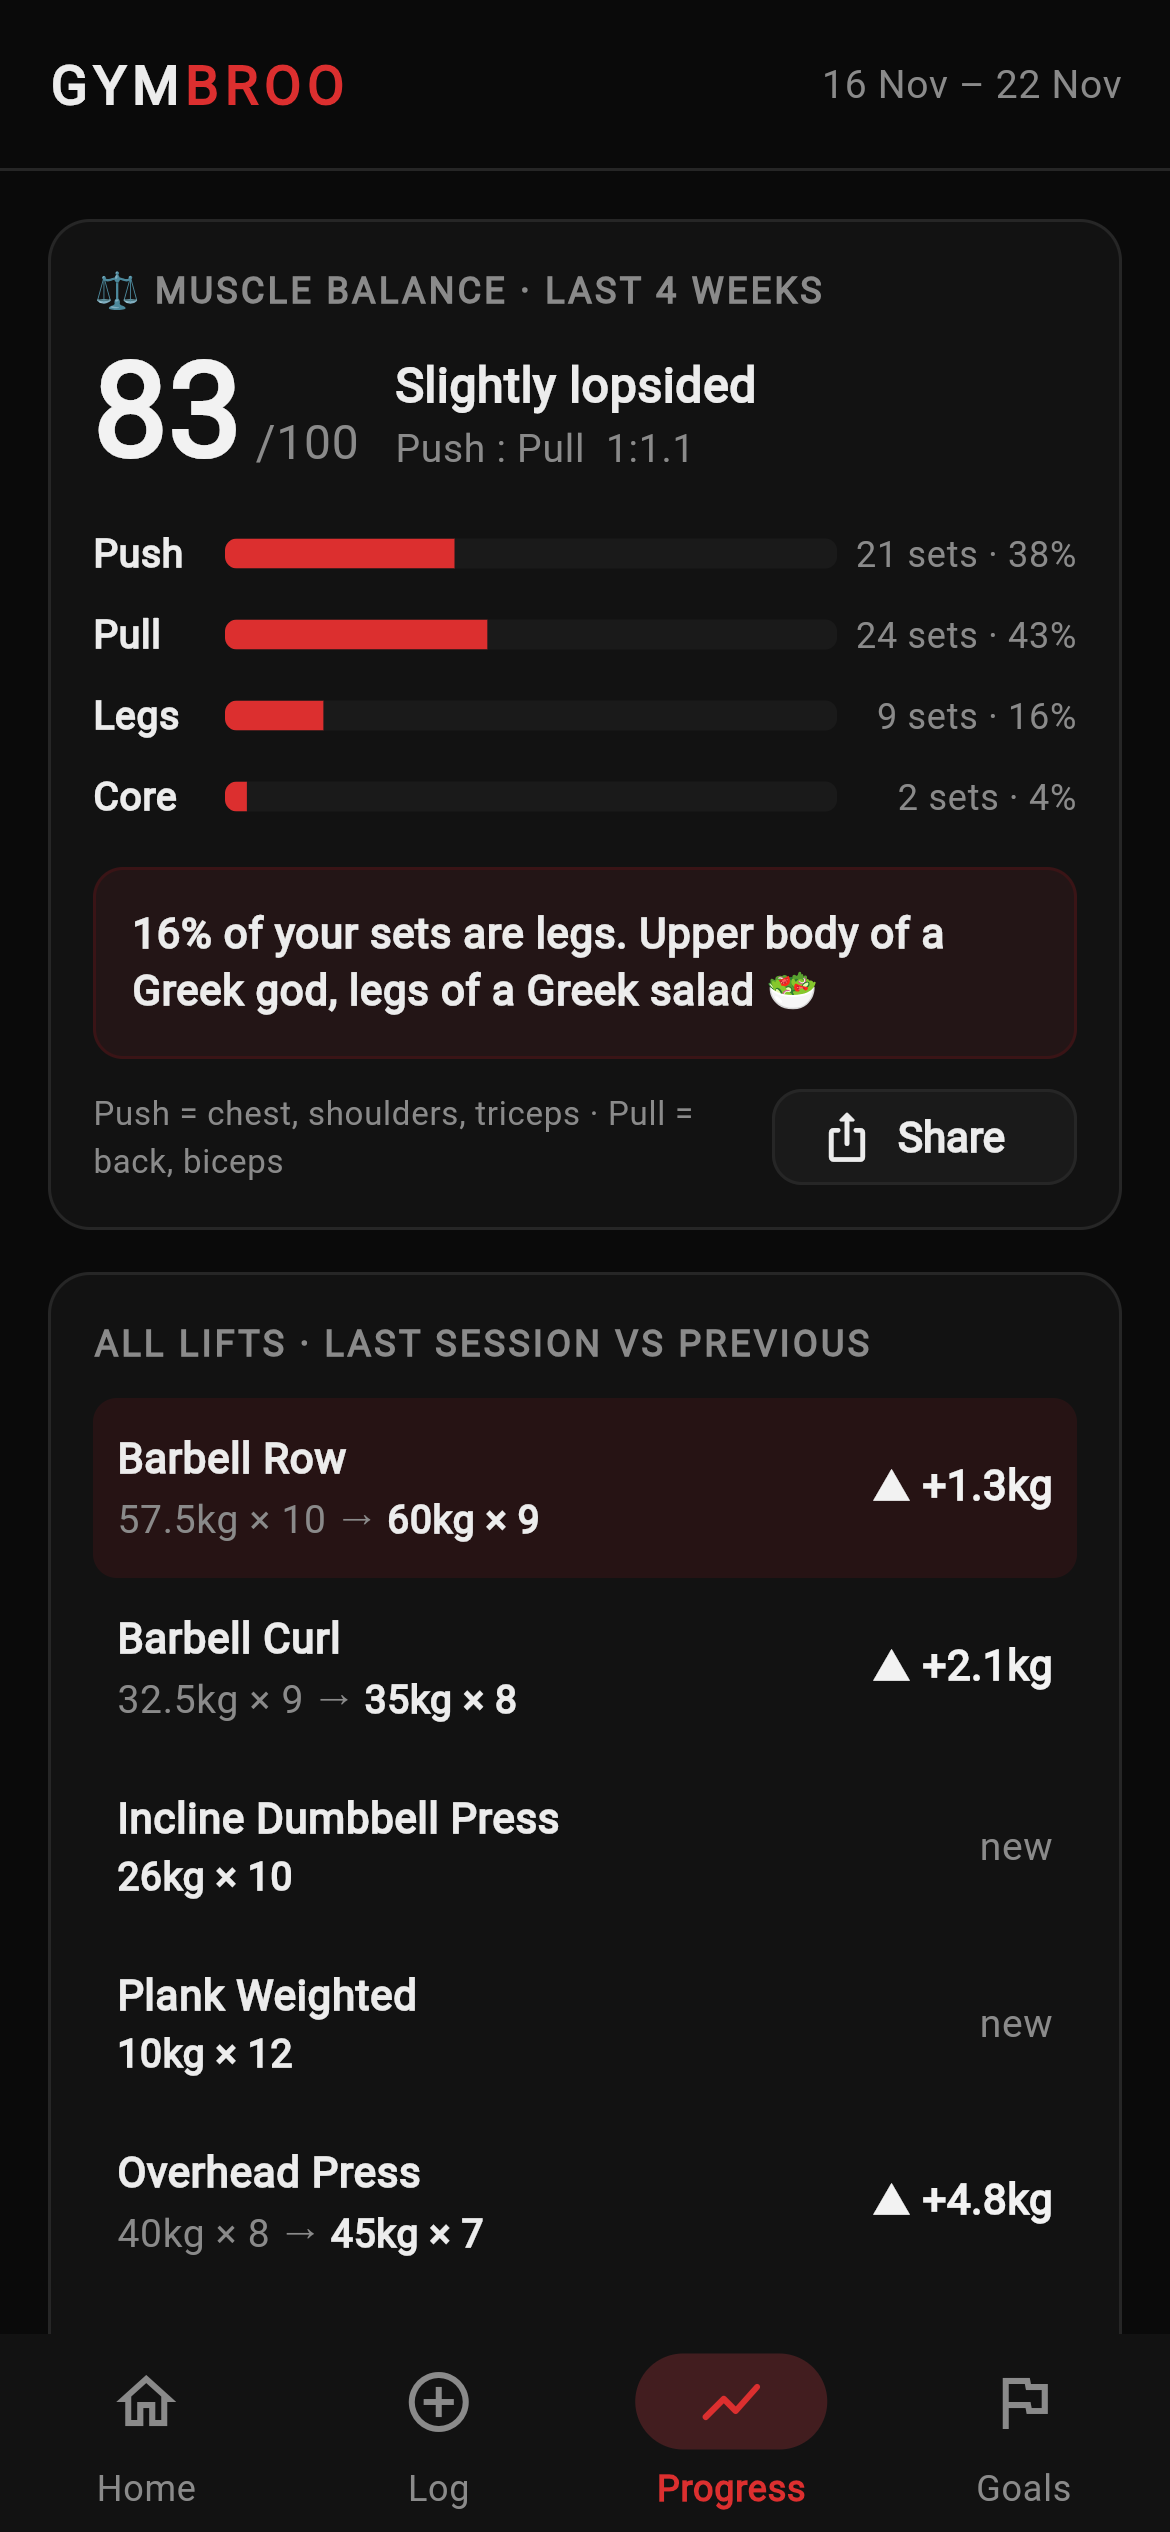 GYMBROO
16 Nov – 22 Nov
⚖️ MUSCLE BALANCE · LAST 4 WEEKS
83 /100
Slightly lopsided
Push : Pull 1:1.1
Push 21 sets · 38%
Pull 24 sets · 43%
Legs 9 sets · 16%
Core 2 sets · 4%
16% of your sets are legs. Upper body of a
Greek god, legs of a Greek salad 🥗
Push = chest, shoulders, triceps · Pull =
back, biceps
Share
ALL LIFTS · LAST SESSION VS PREVIOUS
Barbell Row
57.5kg × 10 → 60kg × 9
▲ +1.3kg
Barbell Curl
32.5kg × 9 → 35kg × 8
▲ +2.1kg
Incline Dumbbell Press
26kg × 10
new
Plank Weighted
10kg × 12
new
Overhead Press
40kg × 8 → 45kg × 7
▲ +4.8kg
Home
Log
Progress
Goals